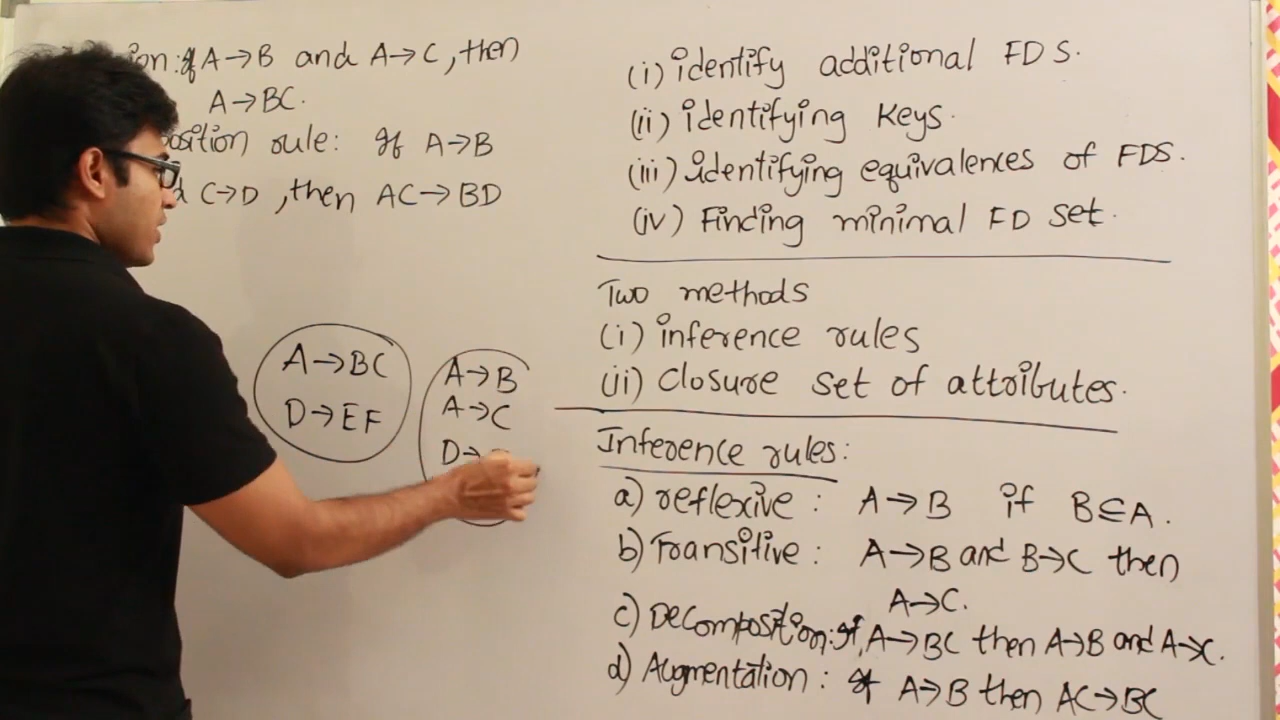 A→B and A→C, then
A→BC.
rule: If A→B
C→D, then AC→BD
A→BC
D→EF
A→B
A→C
D→
(i) identify additional FDS.
(ii) identifying Keys.
(iii) identifying equivalences of FDS.
(iv) Finding minimal FD set.
Two methods
(i) inference rules
(ii) Closure set of attributes.
Inference rules:
a) reflexive : A→B if B⊆A.
b) Transitive : A→B and B→C then
A→C.
c) Decomposition: If, A→BC then A→B and A→C.
d) Augmentation : If A→B then AC→BC